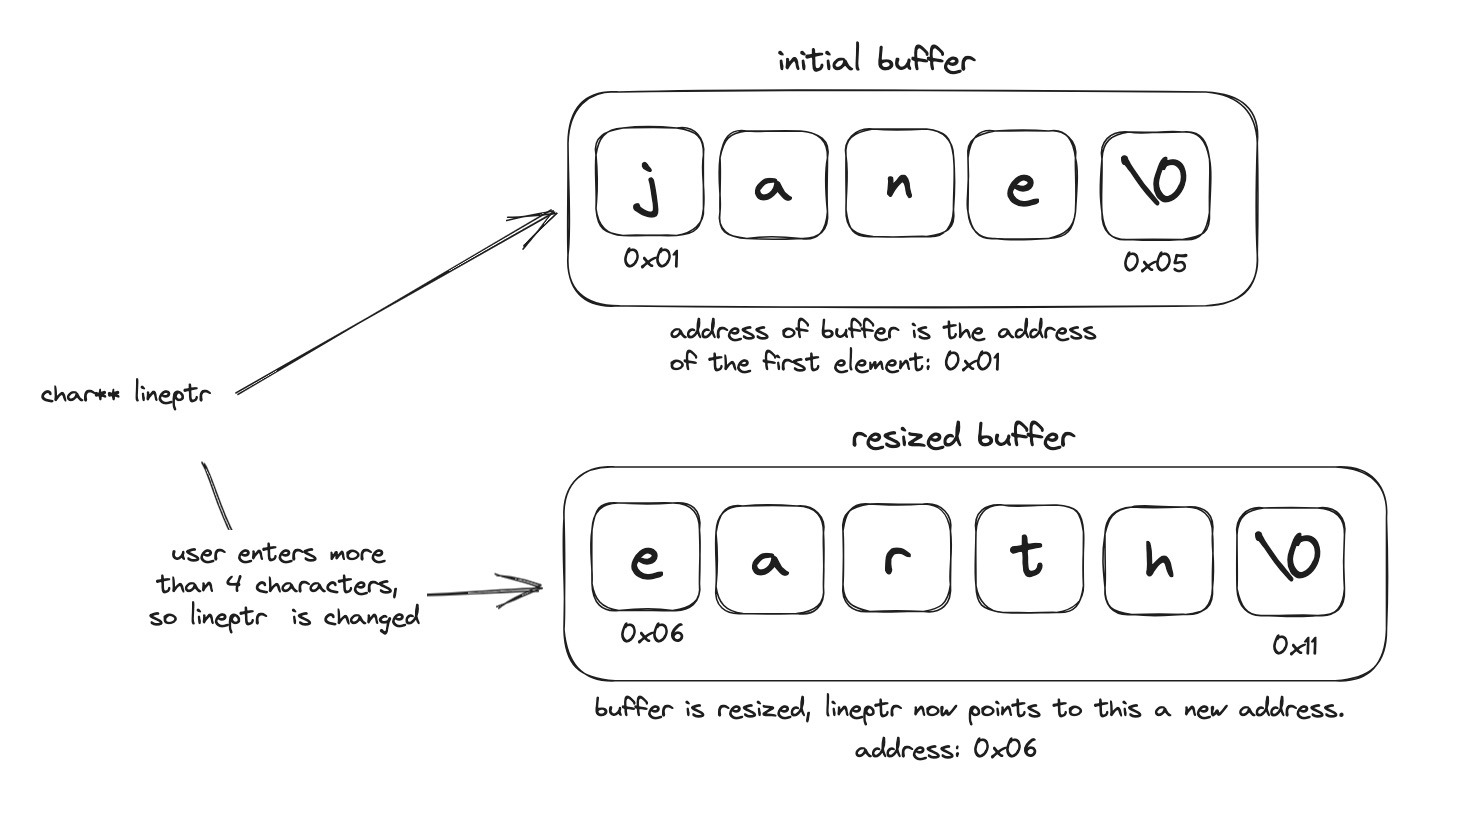 initial buffer
j a n e \0
0x01 0x05
address of buffer is the address
of the first element: 0x01
char** lineptr
resized buffer
user enters more
than 4 characters,
so lineptr is changed
e a r t h \0
0x06 0x11
buffer is resized, lineptr now points to this a new address.
address: 0x06